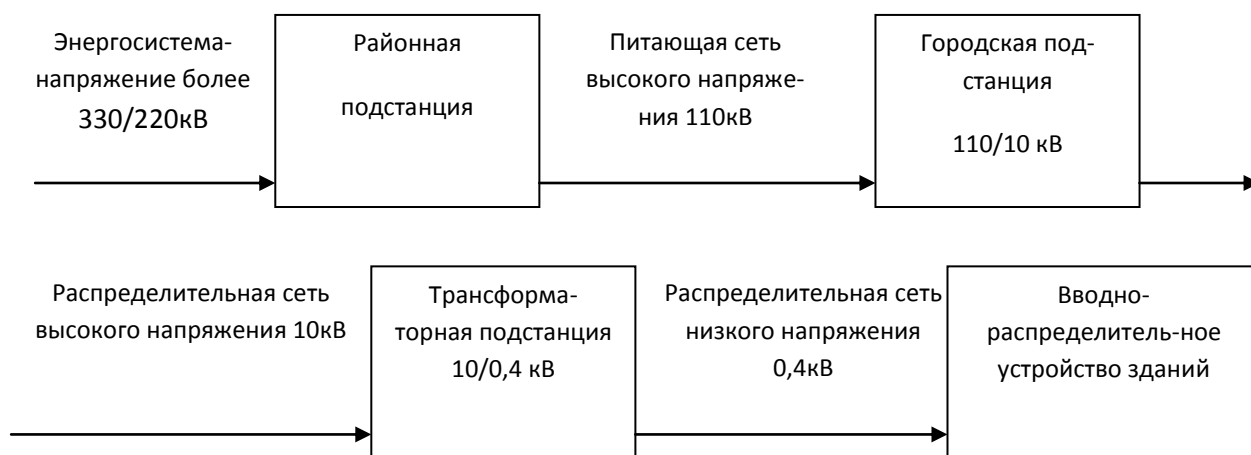 Энергосистема-
напряжение более
330/220кВ
Районная
подстанция
Питающая сеть
высокого напряже-
ния 110кВ
Городская под-
станция
110/10 кВ
Распределительная сеть
высокого напряжения 10кВ
Трансформа-
торная подстанция
10/0,4 кВ
Распределительная сеть
низкого напряжения
0,4кВ
Вводно-
распределитель-ное
устройство зданий